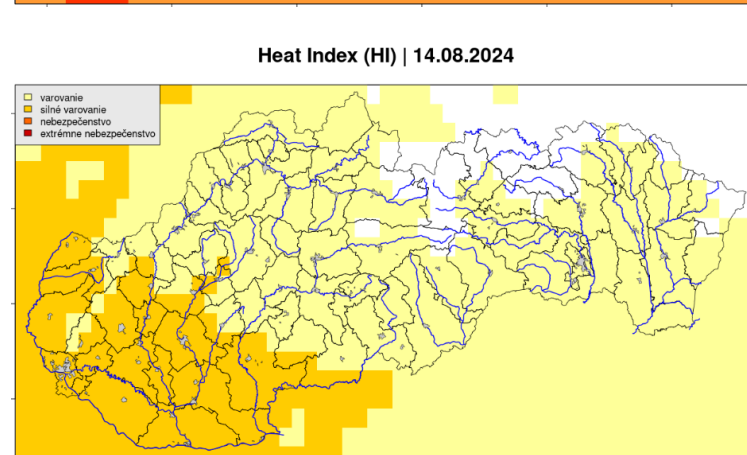 Heat Index (HI) | 14.08.2024
varovanie
silné varovanie
nebezpečenstvo
extrémne nebezpečenstvo